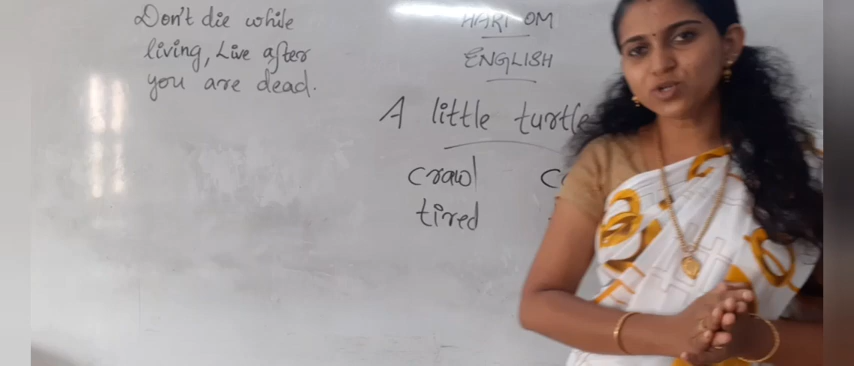 Don't die while
living, Live after
you are dead.
HARI OM
ENGLISH
A little turtle
crawl
tired